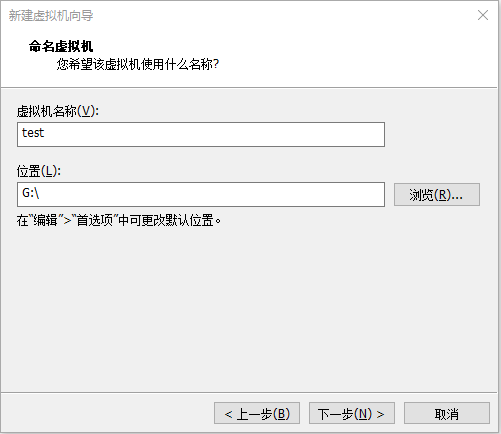 新建虚拟机向导
命名虚拟机
您希望该虚拟机使用什么名称?
虚拟机名称(V):
test
位置(L):
G:\
浏览(R)...
在“编辑”>“首选项”中可更改默认位置。
< 上一步(B)
下一步(N) >
取消